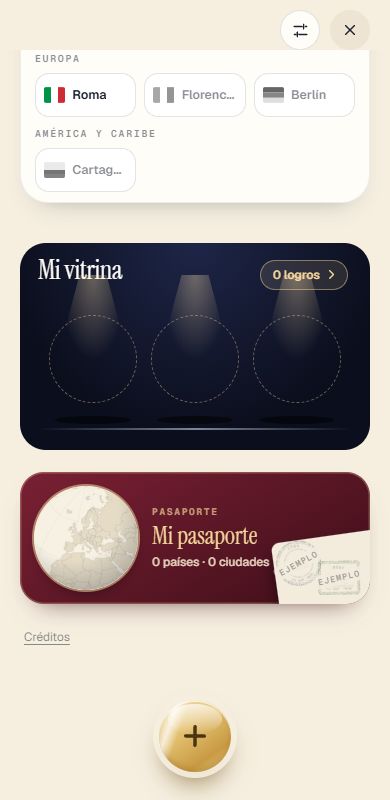 EUROPA
Roma
Florenc...
Berlín
AMÉRICA Y CARIBE
Cartag...
Mi vitrina
0 logros
PASAPORTE
Mi pasaporte
0 países · 0 ciudades
EJEMPLO
EJEMPLO
Créditos